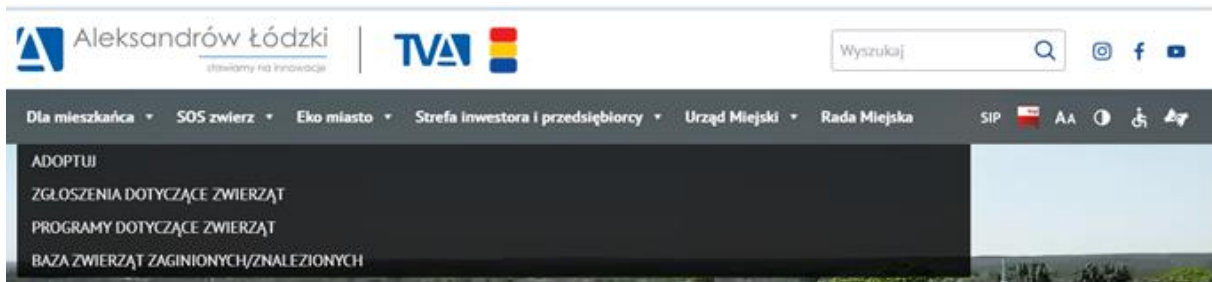 Aleksandrów Łódzki
stawiamy na innowacje
TVA
Wyszukaj
Dla mieszkańca SOS zwierz Eko miasto Strefa inwestora i przedsiębiorcy Urząd Miejski Rada Miejska SIP AA
ADOPTUJ
ZGŁOSZENIA DOTYCZĄCE ZWIERZĄT
PROGRAMY DOTYCZĄCE ZWIERZĄT
BAZA ZWIERZĄT ZAGINIONYCH/ZNALEZIONYCH